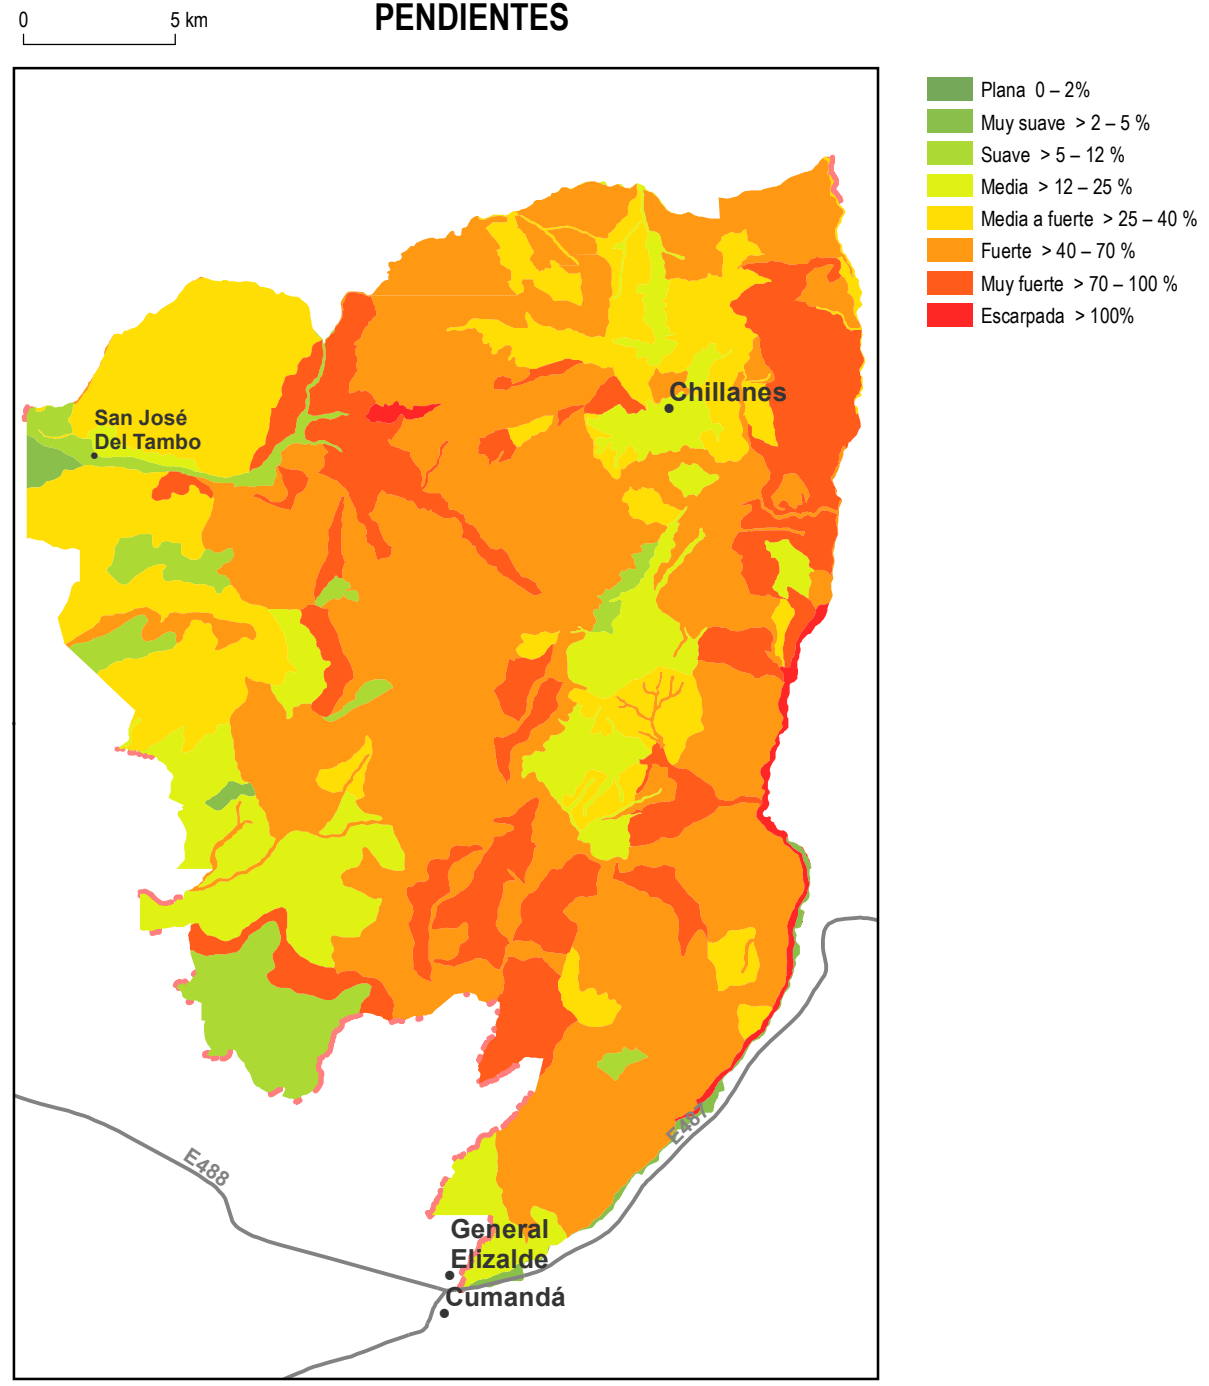 0 5 km
PENDIENTES
Plana 0 – 2%
Muy suave > 2 – 5 %
Suave > 5 – 12 %
Media > 12 – 25 %
Media a fuerte > 25 – 40 %
Fuerte > 40 – 70 %
Muy fuerte > 70 – 100 %
Escarpada > 100%
Chillanes
San José
Del Tambo
E487
E488
General
Elizalde
Cumandá